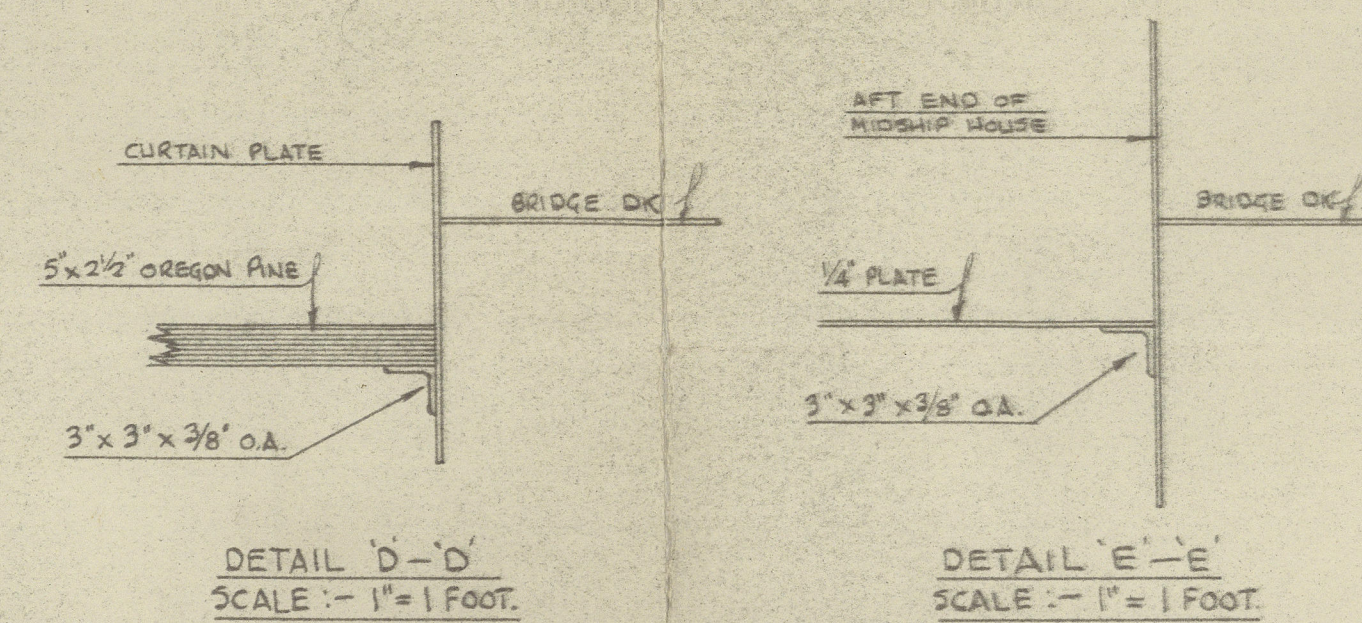 CURTAIN PLATE
BRIDGE DK
5" x 2½" OREGON PINE
3" x 3" x 3/8" O.A.
DETAIL 'D'-'D'
SCALE :- 1" = 1 FOOT.
AFT END OF
MIDSHIP HOUSE
BRIDGE DK
¼" PLATE
3" x 3" x 3/8" O.A.
DETAIL 'E'-'E'
SCALE :- 1" = 1 FOOT.